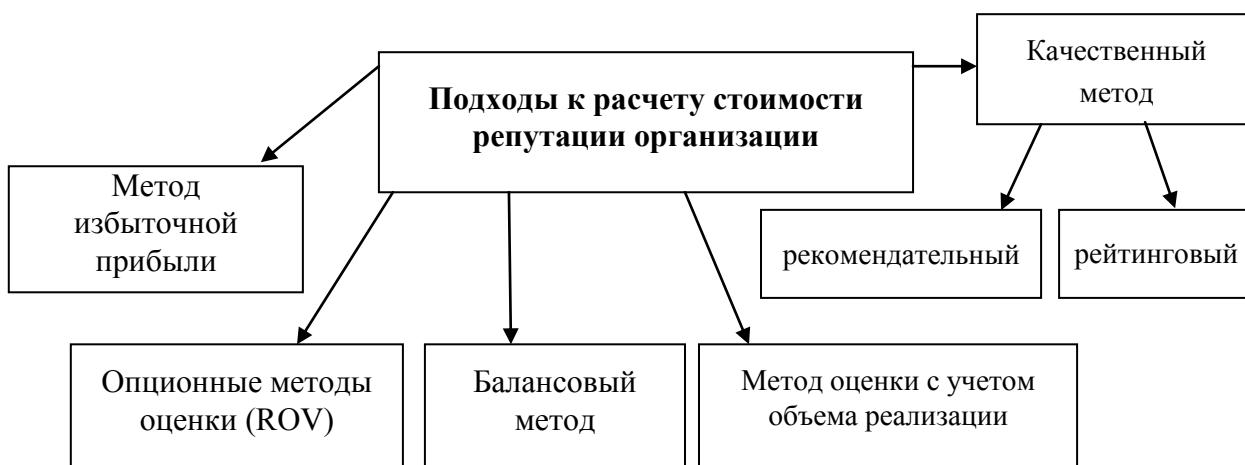 Подходы к расчету стоимости
репутации организации
Качественный
метод
Метод
избыточной
прибыли
рекомендательный
рейтинговый
Опционные методы
оценки (ROV)
Балансовый
метод
Метод оценки с учетом
объема реализации